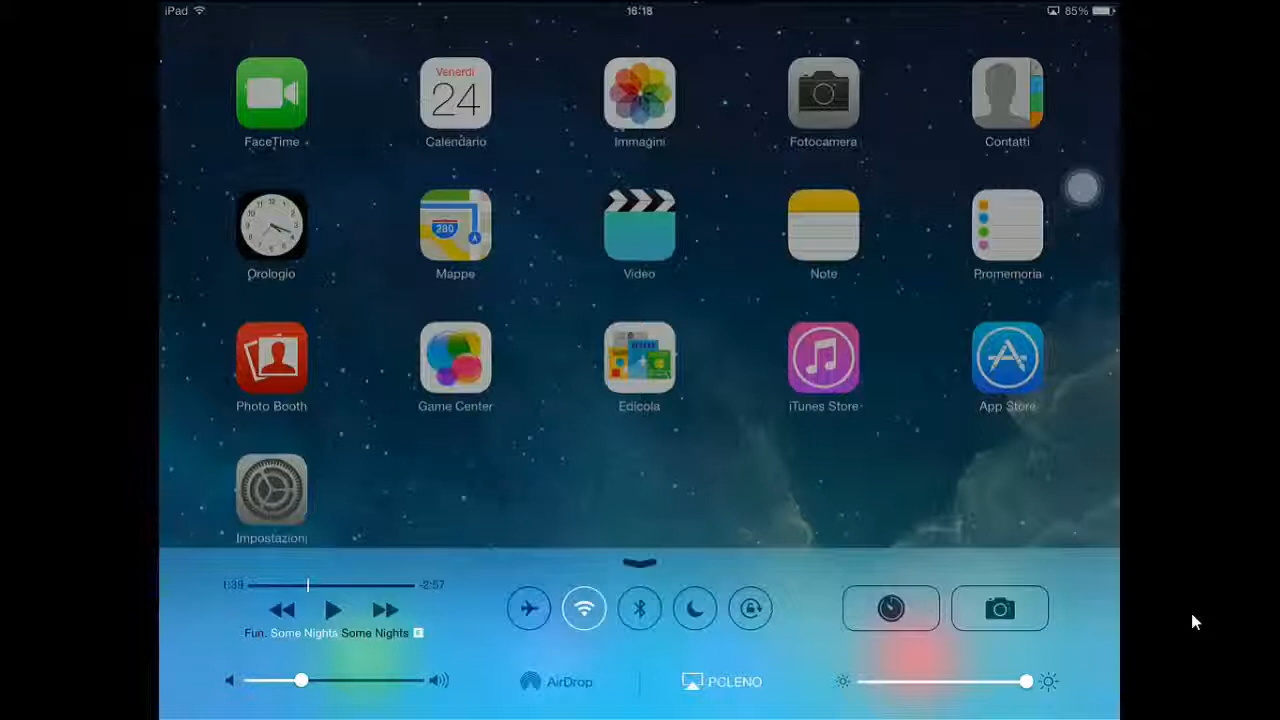 iPad 16:18 85%
Venerdì
24
FaceTime Calendario Immagini Fotocamera Contatti
280
Orologio Mappe Video Note Promemoria
Photo Booth Game Center Edicola iTunes Store App Store
Impostazioni
1:39 -2:57
Fun. Some Nights Some Nights E
AirDrop PCLENO